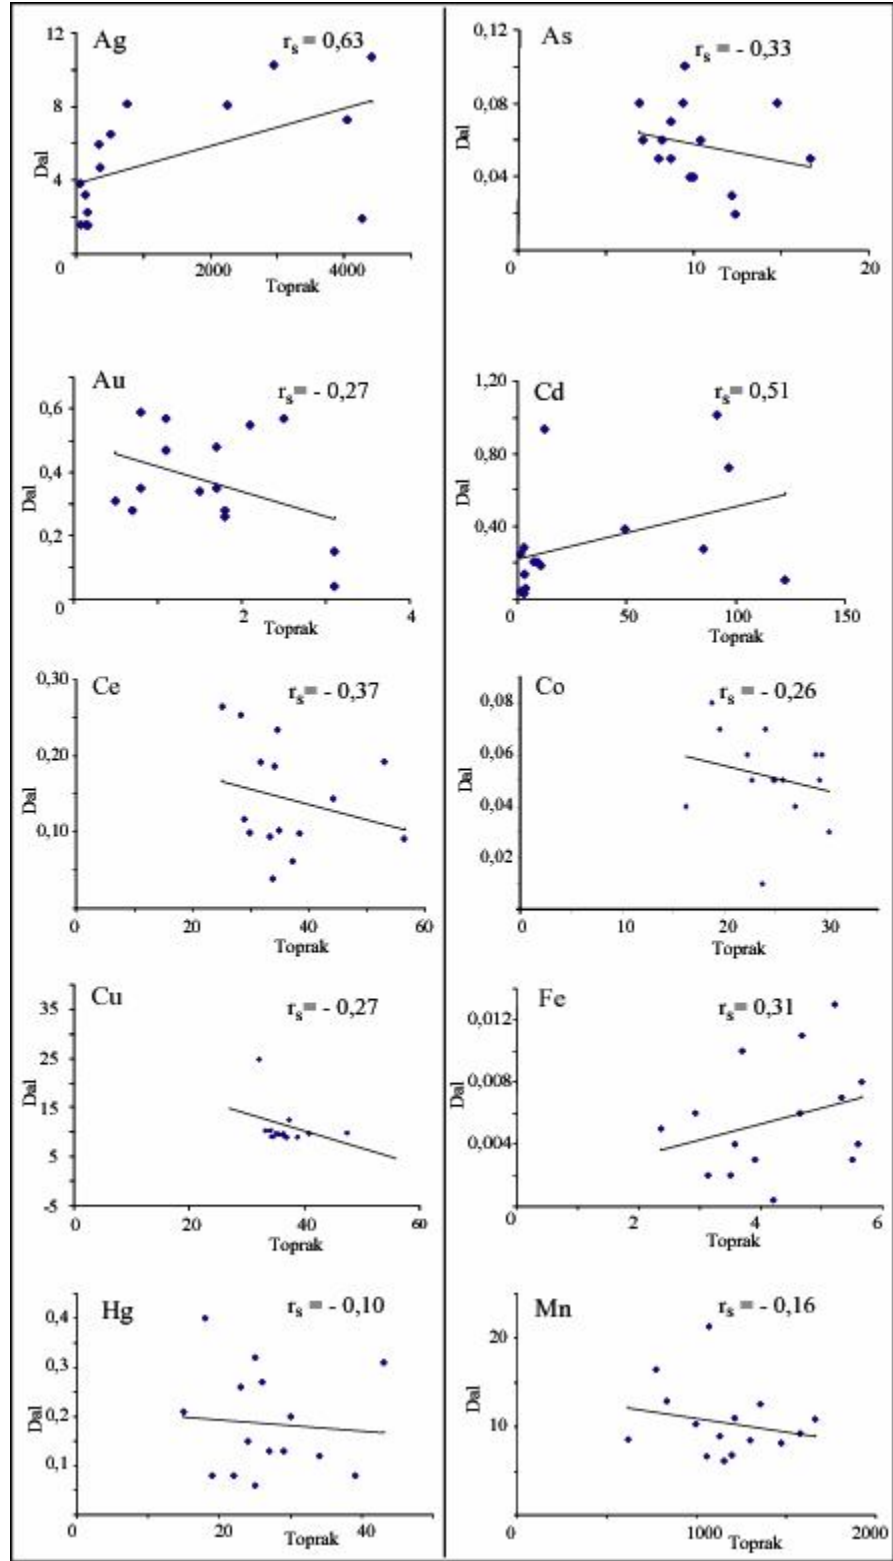 Ag
rs = 0,63
12
8
4
0
2000
4000
Dal
Toprak
As
rs = - 0,33
0,12
0,08
0,04
0
10
20
Dal
Toprak
Au
rs = - 0,27
0,6
0,4
0,2
0
2
4
Dal
Toprak
Cd
rs = 0,51
1,20
0,80
0,40
0
50
100
150
Dal
Toprak
Ce
rs = - 0,37
0,30
0,20
0,10
0
20
40
60
Dal
Toprak
Co
rs = - 0,26
0,08
0,06
0,04
0,02
0
10
20
30
Dal
Toprak
Cu
rs = - 0,27
35
25
15
5
-5
0
20
40
60
Dal
Toprak
Fe
rs = 0,31
0,012
0,008
0,004
0
2
4
6
Dal
Toprak
Hg
rs = - 0,10
0,4
0,3
0,2
0,1
0
20
40
Dal
Toprak
Mn
rs = - 0,16
20
10
0
1000
2000
Dal
Toprak